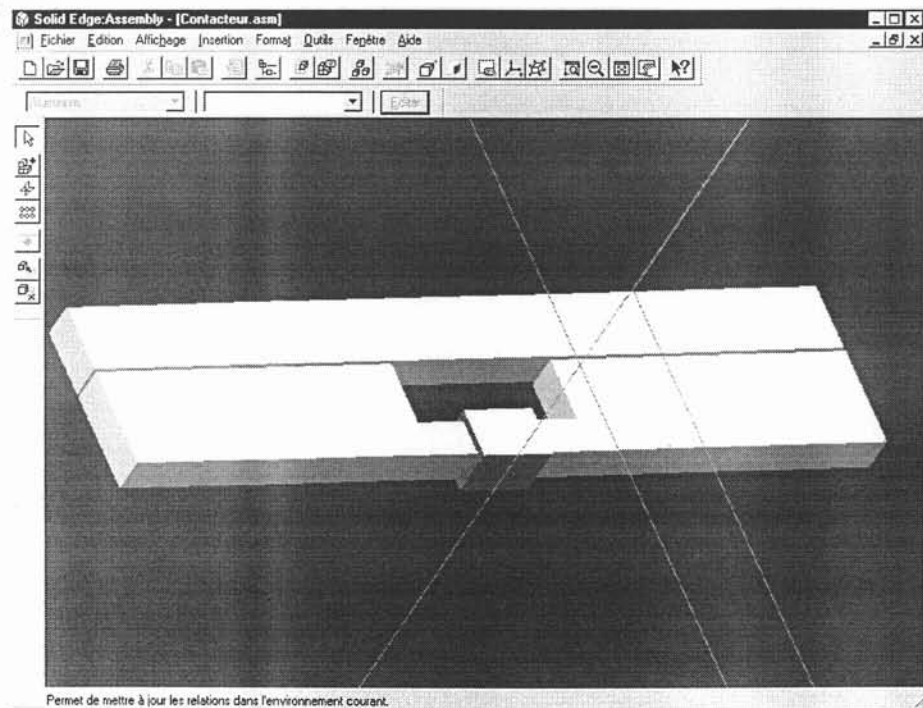 Solid Edge:Assembly - [Contacteur.asm]
Fichier Edition Affichage Insertion Format Outils Fenêtre Aide
Editer
Permet de mettre à jour les relations dans l'environnement courant.